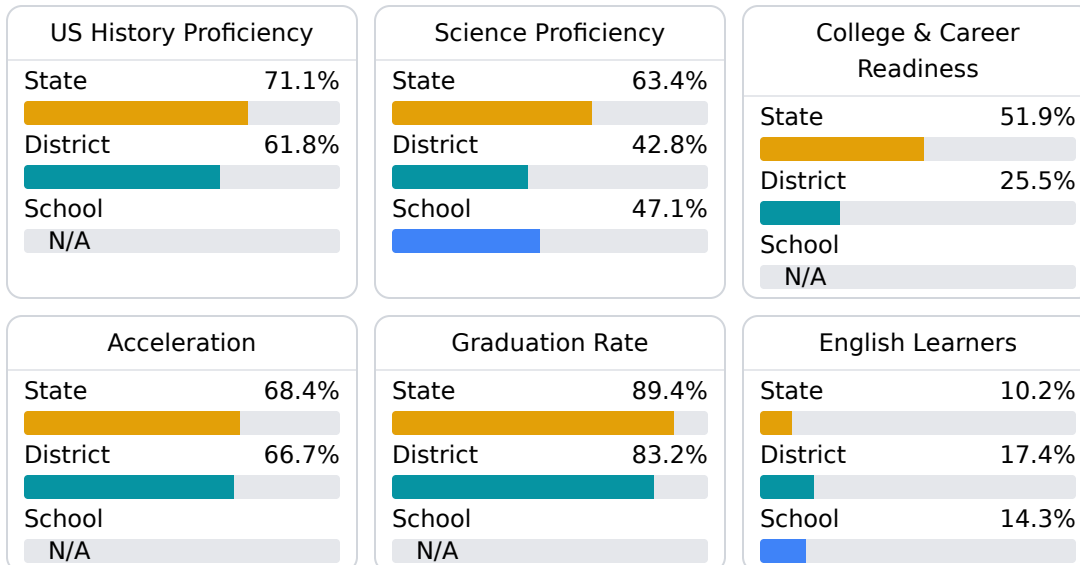 US History Proficiency
State 71.1%
District 61.8%
School
N/A
Science Proficiency
State 63.4%
District 42.8%
School 47.1%
College & Career
Readiness
State 51.9%
District 25.5%
School
N/A
Acceleration
State 68.4%
District 66.7%
School
N/A
Graduation Rate
State 89.4%
District 83.2%
School
N/A
English Learners
State 10.2%
District 17.4%
School 14.3%